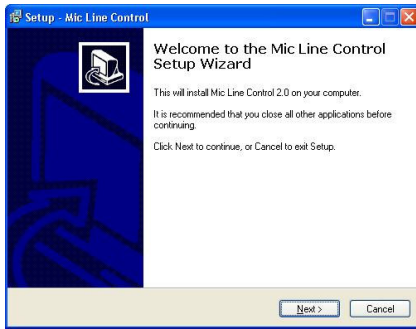 Setup - Mic Line Control
Welcome to the Mic Line Control
Setup Wizard
This will install Mic Line Control 2.0 on your computer.
It is recommended that you close all other applications before
continuing.
Click Next to continue, or Cancel to exit Setup.
Next >
Cancel